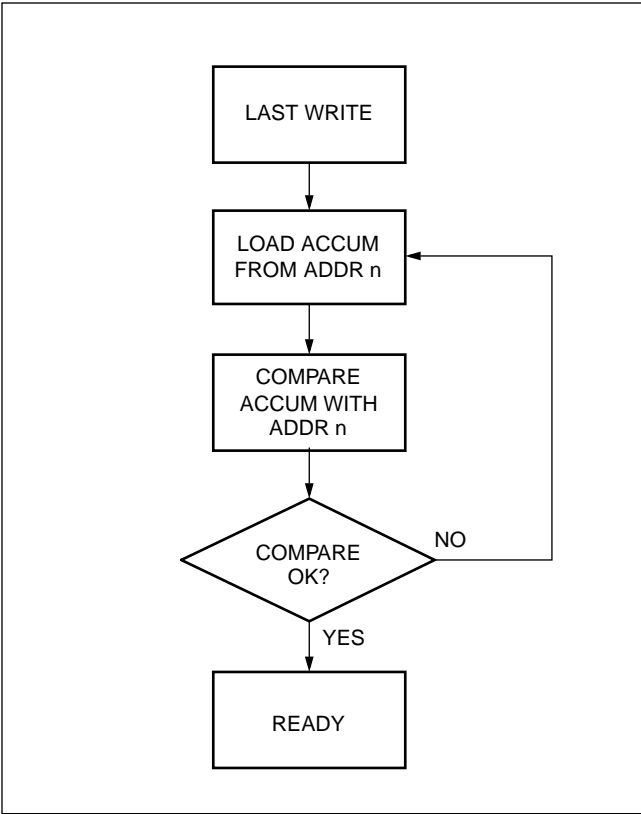 LAST WRITE
LOAD ACCUM
FROM ADDR n
COMPARE
ACCUM WITH
ADDR n
COMPARE
OK?
NO
YES
READY